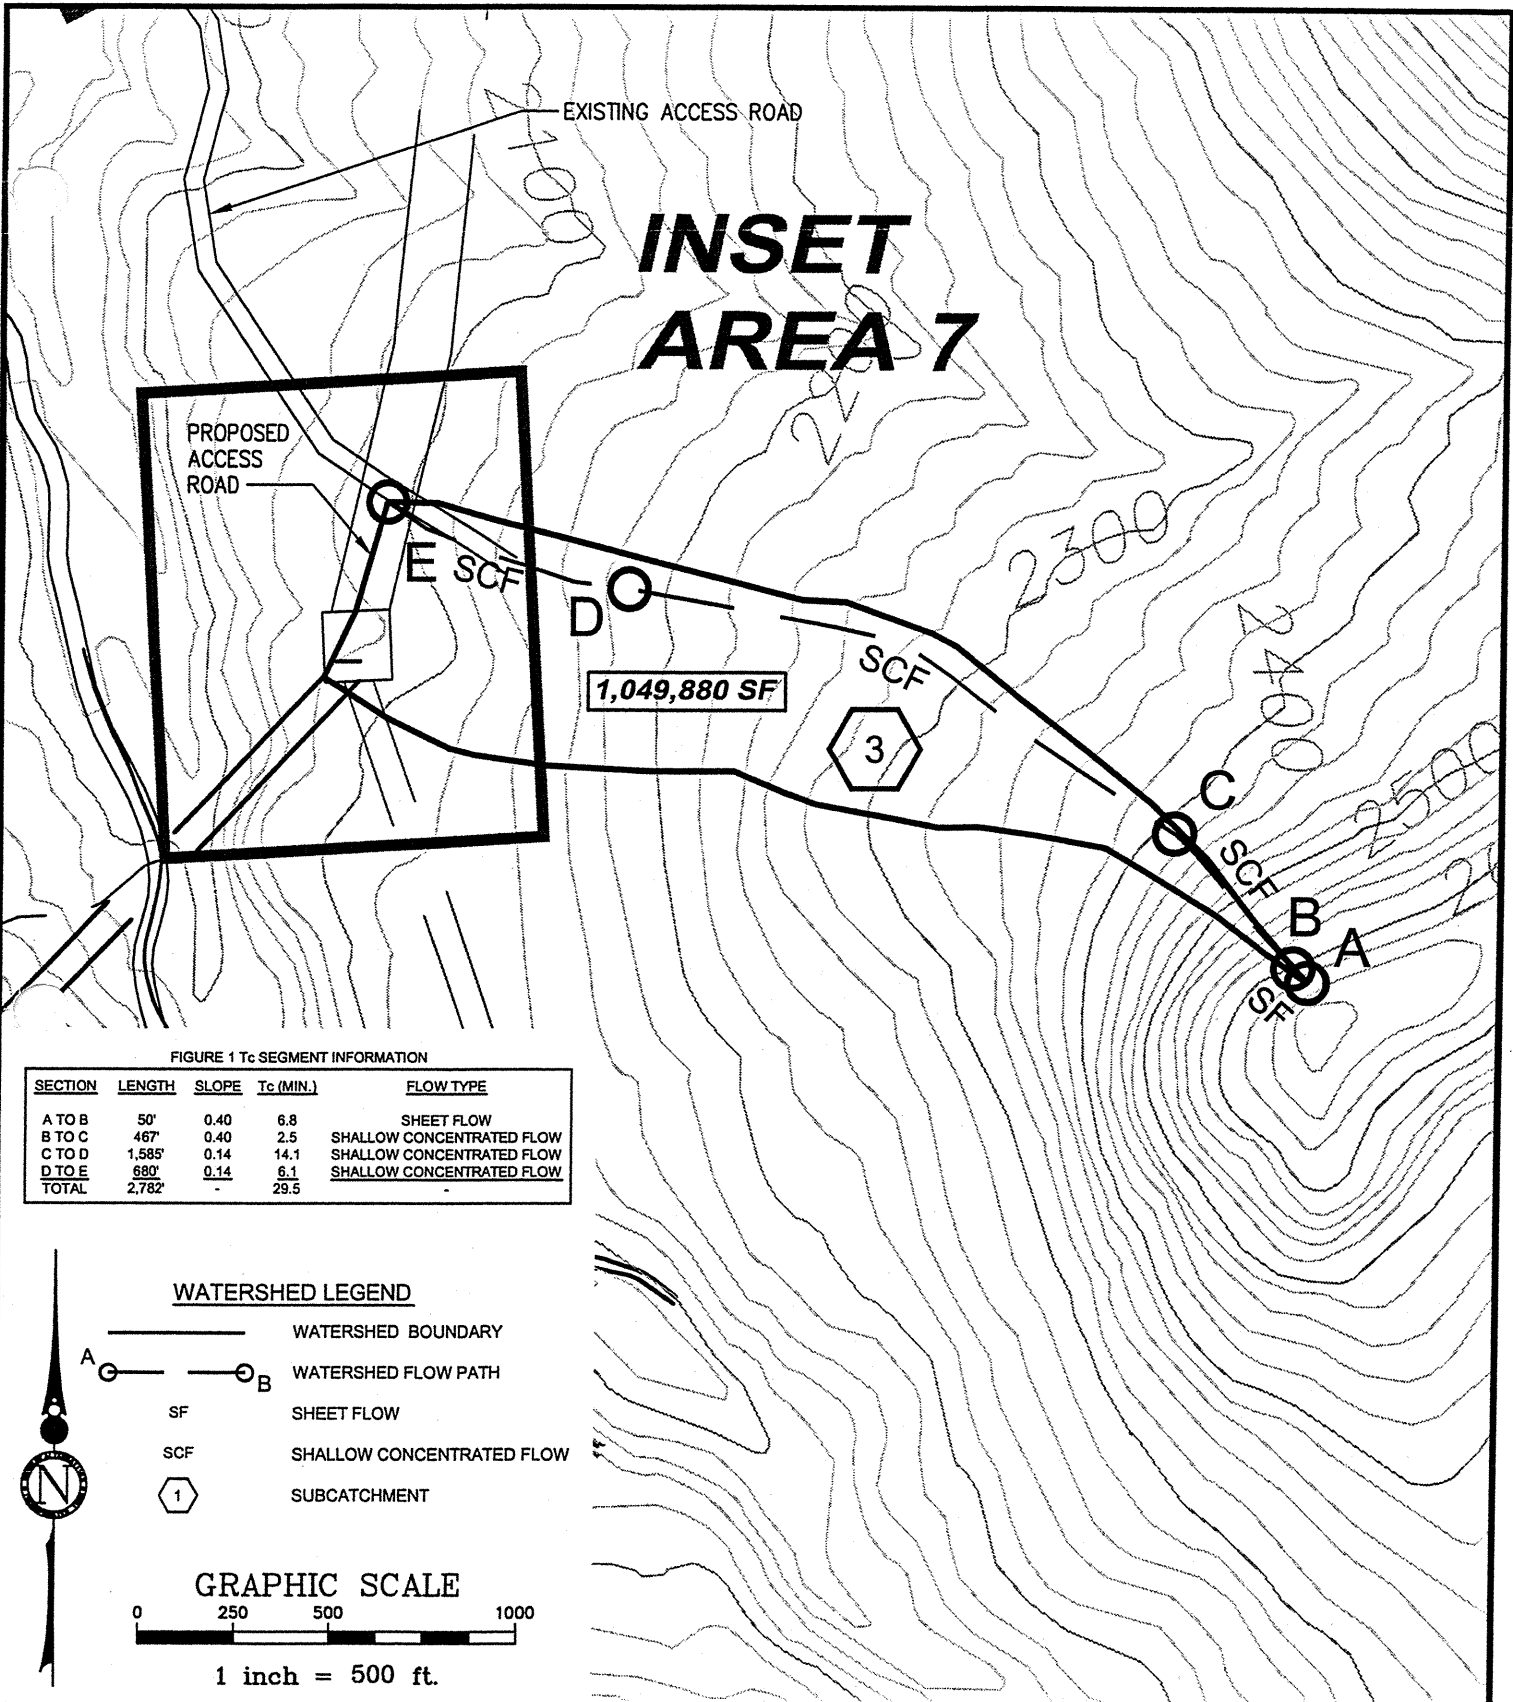 EXISTING ACCESS ROAD
2100
INSET
AREA 7
2200
PROPOSED
ACCESS
ROAD
E
SCF
D
2300
SCF
1,049,880 SF
3
2400
2500
C
SCF
B
A
SF
FIGURE 1 Tc SEGMENT INFORMATION
SECTION LENGTH SLOPE Tc (MIN.) FLOW TYPE
A TO B 50' 0.40 6.8 SHEET FLOW
B TO C 467' 0.40 2.5 SHALLOW CONCENTRATED FLOW
C TO D 1,585' 0.14 14.1 SHALLOW CONCENTRATED FLOW
D TO E 680' 0.14 6.1 SHALLOW CONCENTRATED FLOW
TOTAL 2,782' - 29.5 -
WATERSHED LEGEND
WATERSHED BOUNDARY
A B WATERSHED FLOW PATH
SF SHEET FLOW
SCF SHALLOW CONCENTRATED FLOW
1 SUBCATCHMENT
N
GRAPHIC SCALE
0 250 500 1000
1 inch = 500 ft.